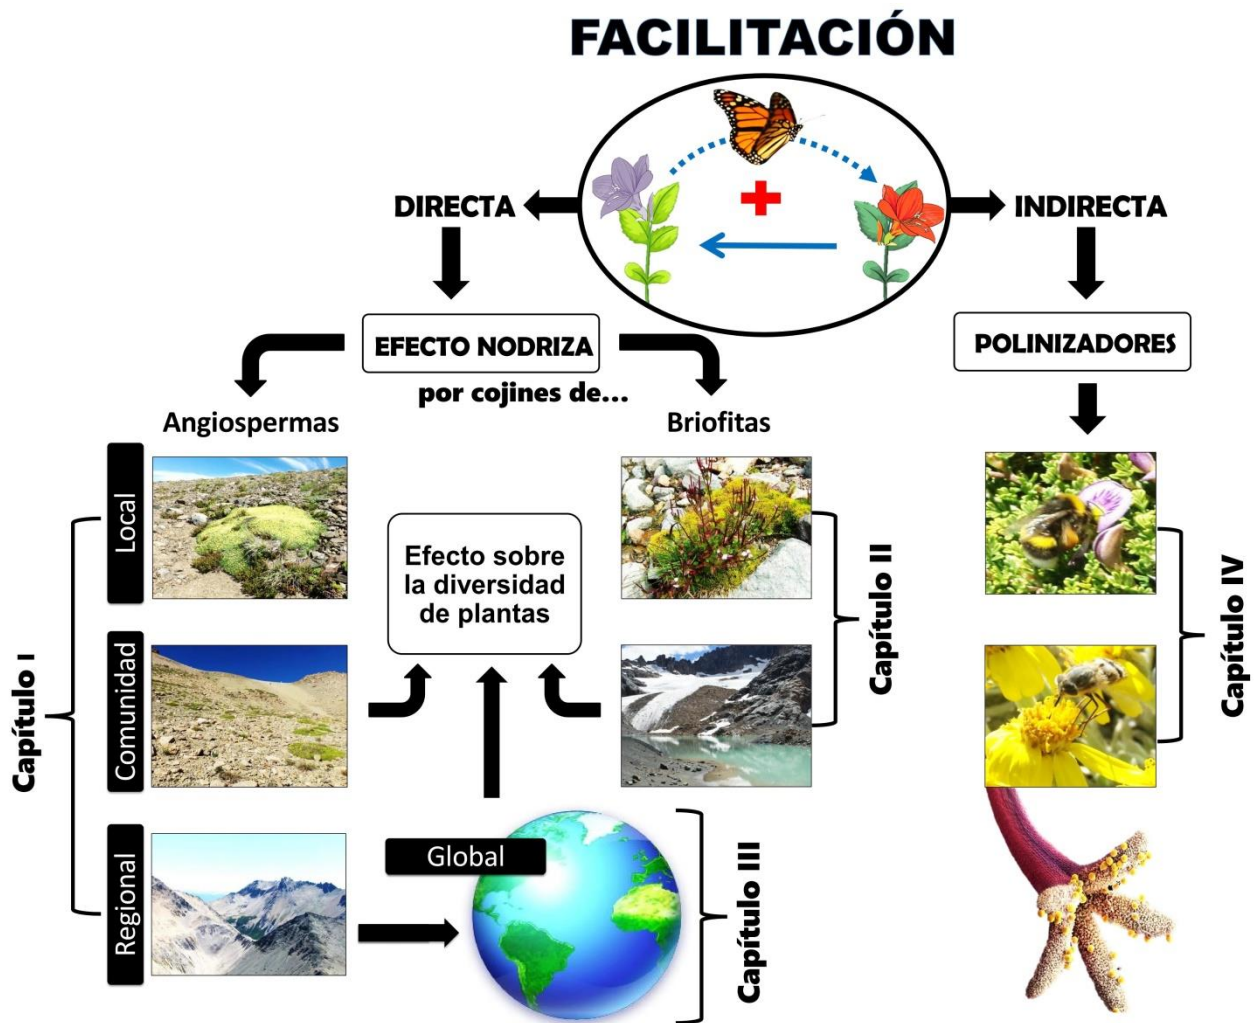 FACILITACIÓN
DIRECTA
INDIRECTA
EFECTO NODRIZA
por cojines de...
POLINIZADORES
Angiospermas
Briofitas
Local
Comunidad
Regional
Capítulo I
Efecto sobre
la diversidad
de plantas
Capítulo II
Global
Capítulo III
Capítulo IV